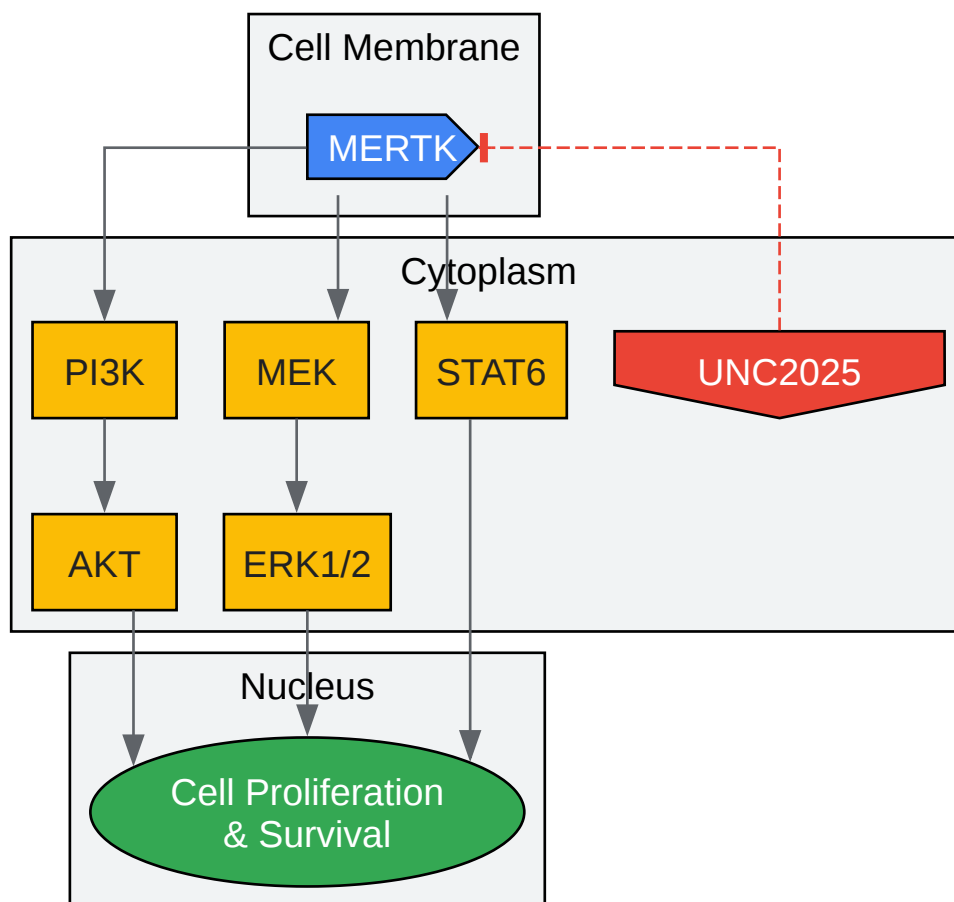 Cell Membrane
MERTK
Cytoplasm
PI3K
MEK
STAT6
UNC2025
AKT
ERK1/2
Nucleus
Cell Proliferation
& Survival